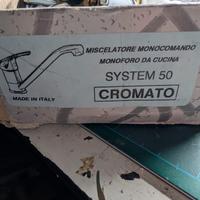 MISCELATORE MONOCOMANDO
MONOFORO DA CUCINA
SYSTEM 50
MADE IN ITALY
CROMATO